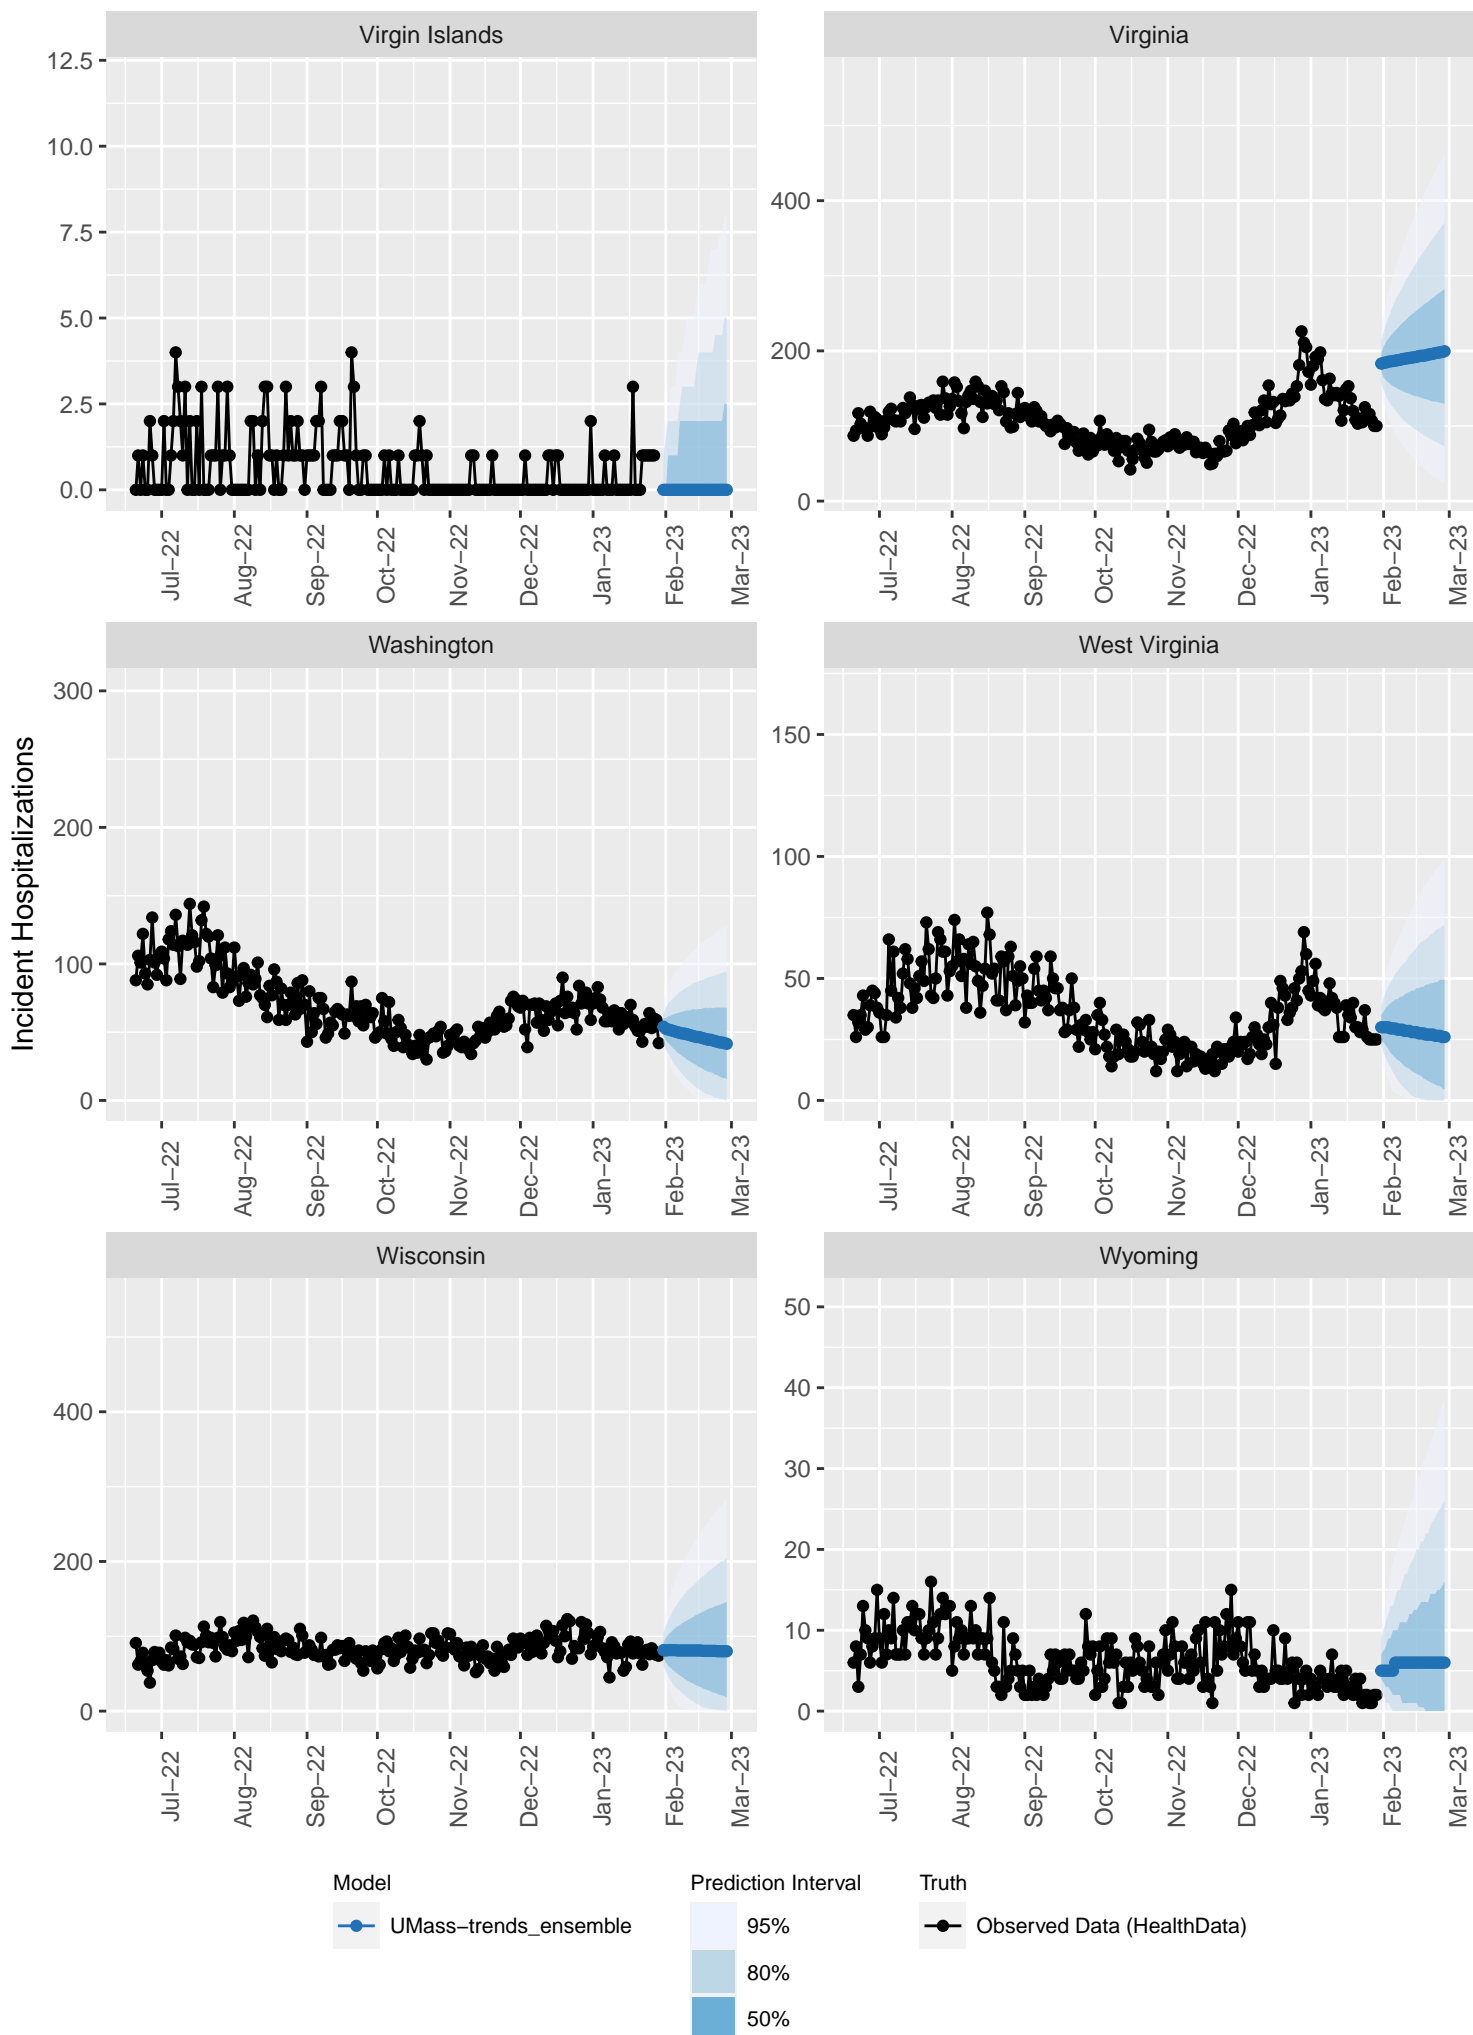 Virgin Islands
Virginia
12.5
10.0
7.5
5.0
2.5
0.0
400
200
0
Jul−22
Aug−22
Sep−22
Oct−22
Nov−22
Dec−22
Jan−23
Feb−23
Mar−23
Jul−22
Aug−22
Sep−22
Oct−22
Nov−22
Dec−22
Jan−23
Feb−23
Mar−23
Washington
West Virginia
Incident Hospitalizations
300
200
100
0
150
100
50
0
Jul−22
Aug−22
Sep−22
Oct−22
Nov−22
Dec−22
Jan−23
Feb−23
Mar−23
Jul−22
Aug−22
Sep−22
Oct−22
Nov−22
Dec−22
Jan−23
Feb−23
Mar−23
Wisconsin
Wyoming
400
200
0
50
40
30
20
10
0
Jul−22
Aug−22
Sep−22
Oct−22
Nov−22
Dec−22
Jan−23
Feb−23
Mar−23
Jul−22
Aug−22
Sep−22
Oct−22
Nov−22
Dec−22
Jan−23
Feb−23
Mar−23
Model
UMass−trends_ensemble
Prediction Interval
95%
80%
50%
Truth
Observed Data (HealthData)